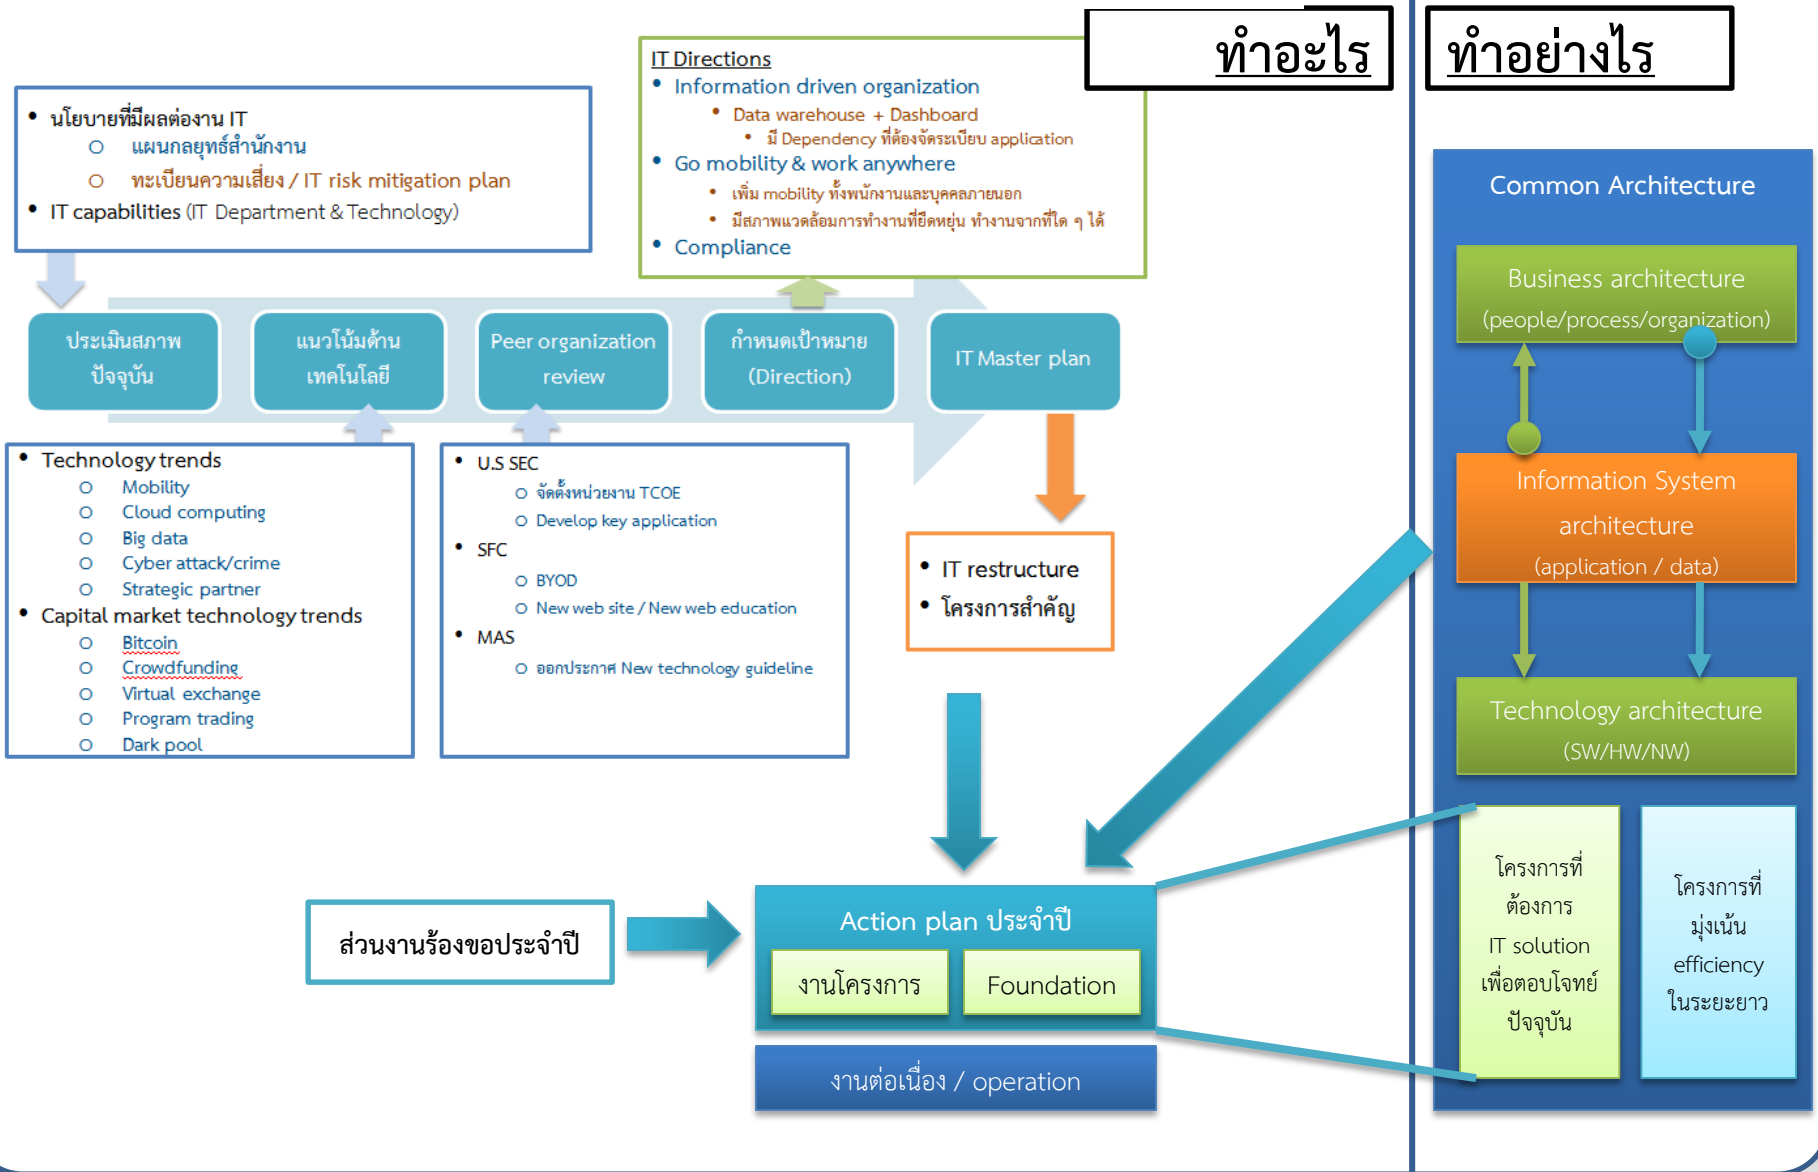 ทำอะไร
ทำอย่างไร
IT Directions
• Information driven organization
• Data warehouse + Dashboard
• มี Dependency ที่ต้องจัดระเบียบ application
• Go mobility & work anywhere
• เพิ่ม mobility ทั้งพนักงานและบุคคลภายนอก
• มีสภาพแวดล้อมการทำงานที่ยืดหยุ่น ทำงานจากที่ใด ๆ ได้
• Compliance
• นโยบายที่มีผลต่องาน IT
o แผนกลยุทธ์สำนักงาน
o ทะเบียนความเสี่ยง / IT risk mitigation plan
• IT capabilities (IT Department & Technology)
ประเมินสภาพ
ปัจจุบัน
แนวโน้มด้าน
เทคโนโลยี
Peer organization
review
กำหนดเป้าหมาย
(Direction)
IT Master plan
• Technology trends
o Mobility
o Cloud computing
o Big data
o Cyber attack/crime
o Strategic partner
• Capital market technology trends
o Bitcoin
o Crowdfunding
o Virtual exchange
o Program trading
o Dark pool
• U.S SEC
o จัดตั้งหน่วยงาน TCOE
o Develop key application
• SFC
o BYOD
o New web site / New web education
• MAS
o ออกประกาศ New technology guideline
• IT restructure
• โครงการสำคัญ
ส่วนงานร้องขอประจำปี
Action plan ประจำปี
งานโครงการ
Foundation
งานต่อเนื่อง / operation
Common Architecture
Business architecture
(people/process/organization)
Information System
architecture
(application / data)
Technology architecture
(SW/HW/NW)
โครงการที่
ต้องการ
IT solution
เพื่อตอบโจทย์
ปัจจุบัน
โครงการที่
มุ่งเน้น
efficiency
ในระยะยาว